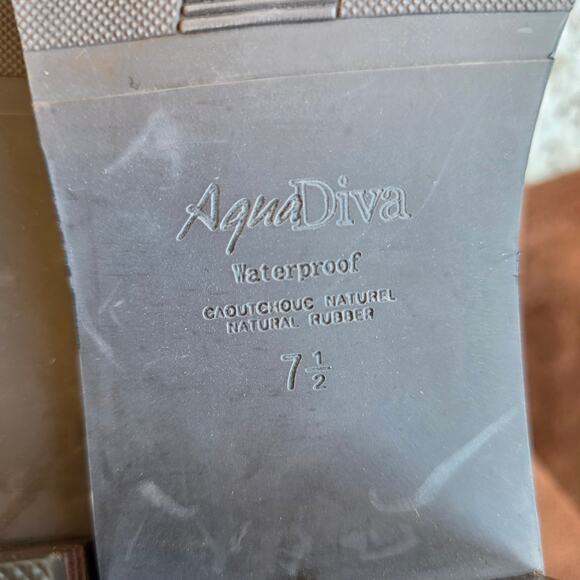 AquaDiva
Waterproof
CAOUTCHOUC NATUREL
NATURAL RUBBER
7 1/2